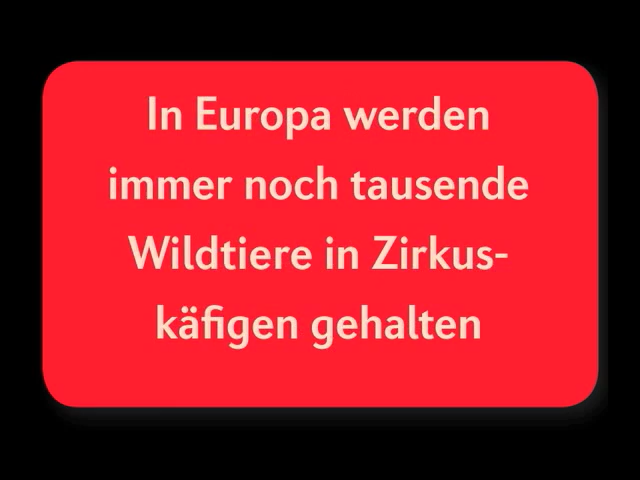 In Europa werden
immer noch tausende
Wildtiere in Zirkus-
käfigen gehalten